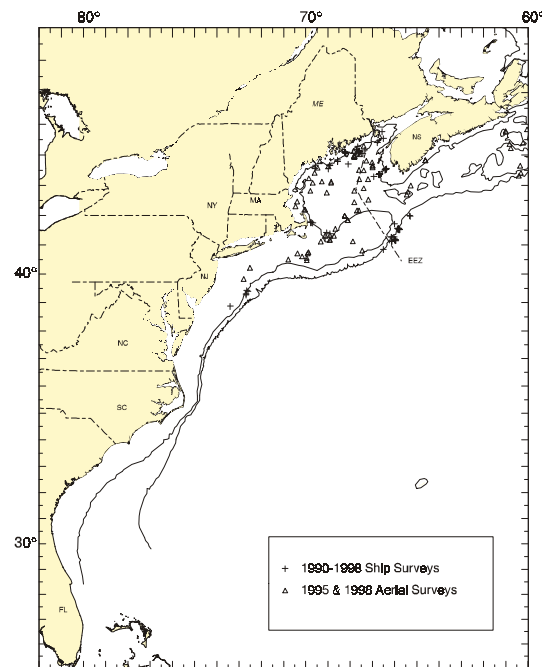 80° 70° 60°
ME
NS
NY
MA
EEZ
NJ
40°
NC
SC
30°
1990-1998 Ship Surveys
1995 & 1998 Aerial Surveys
FL